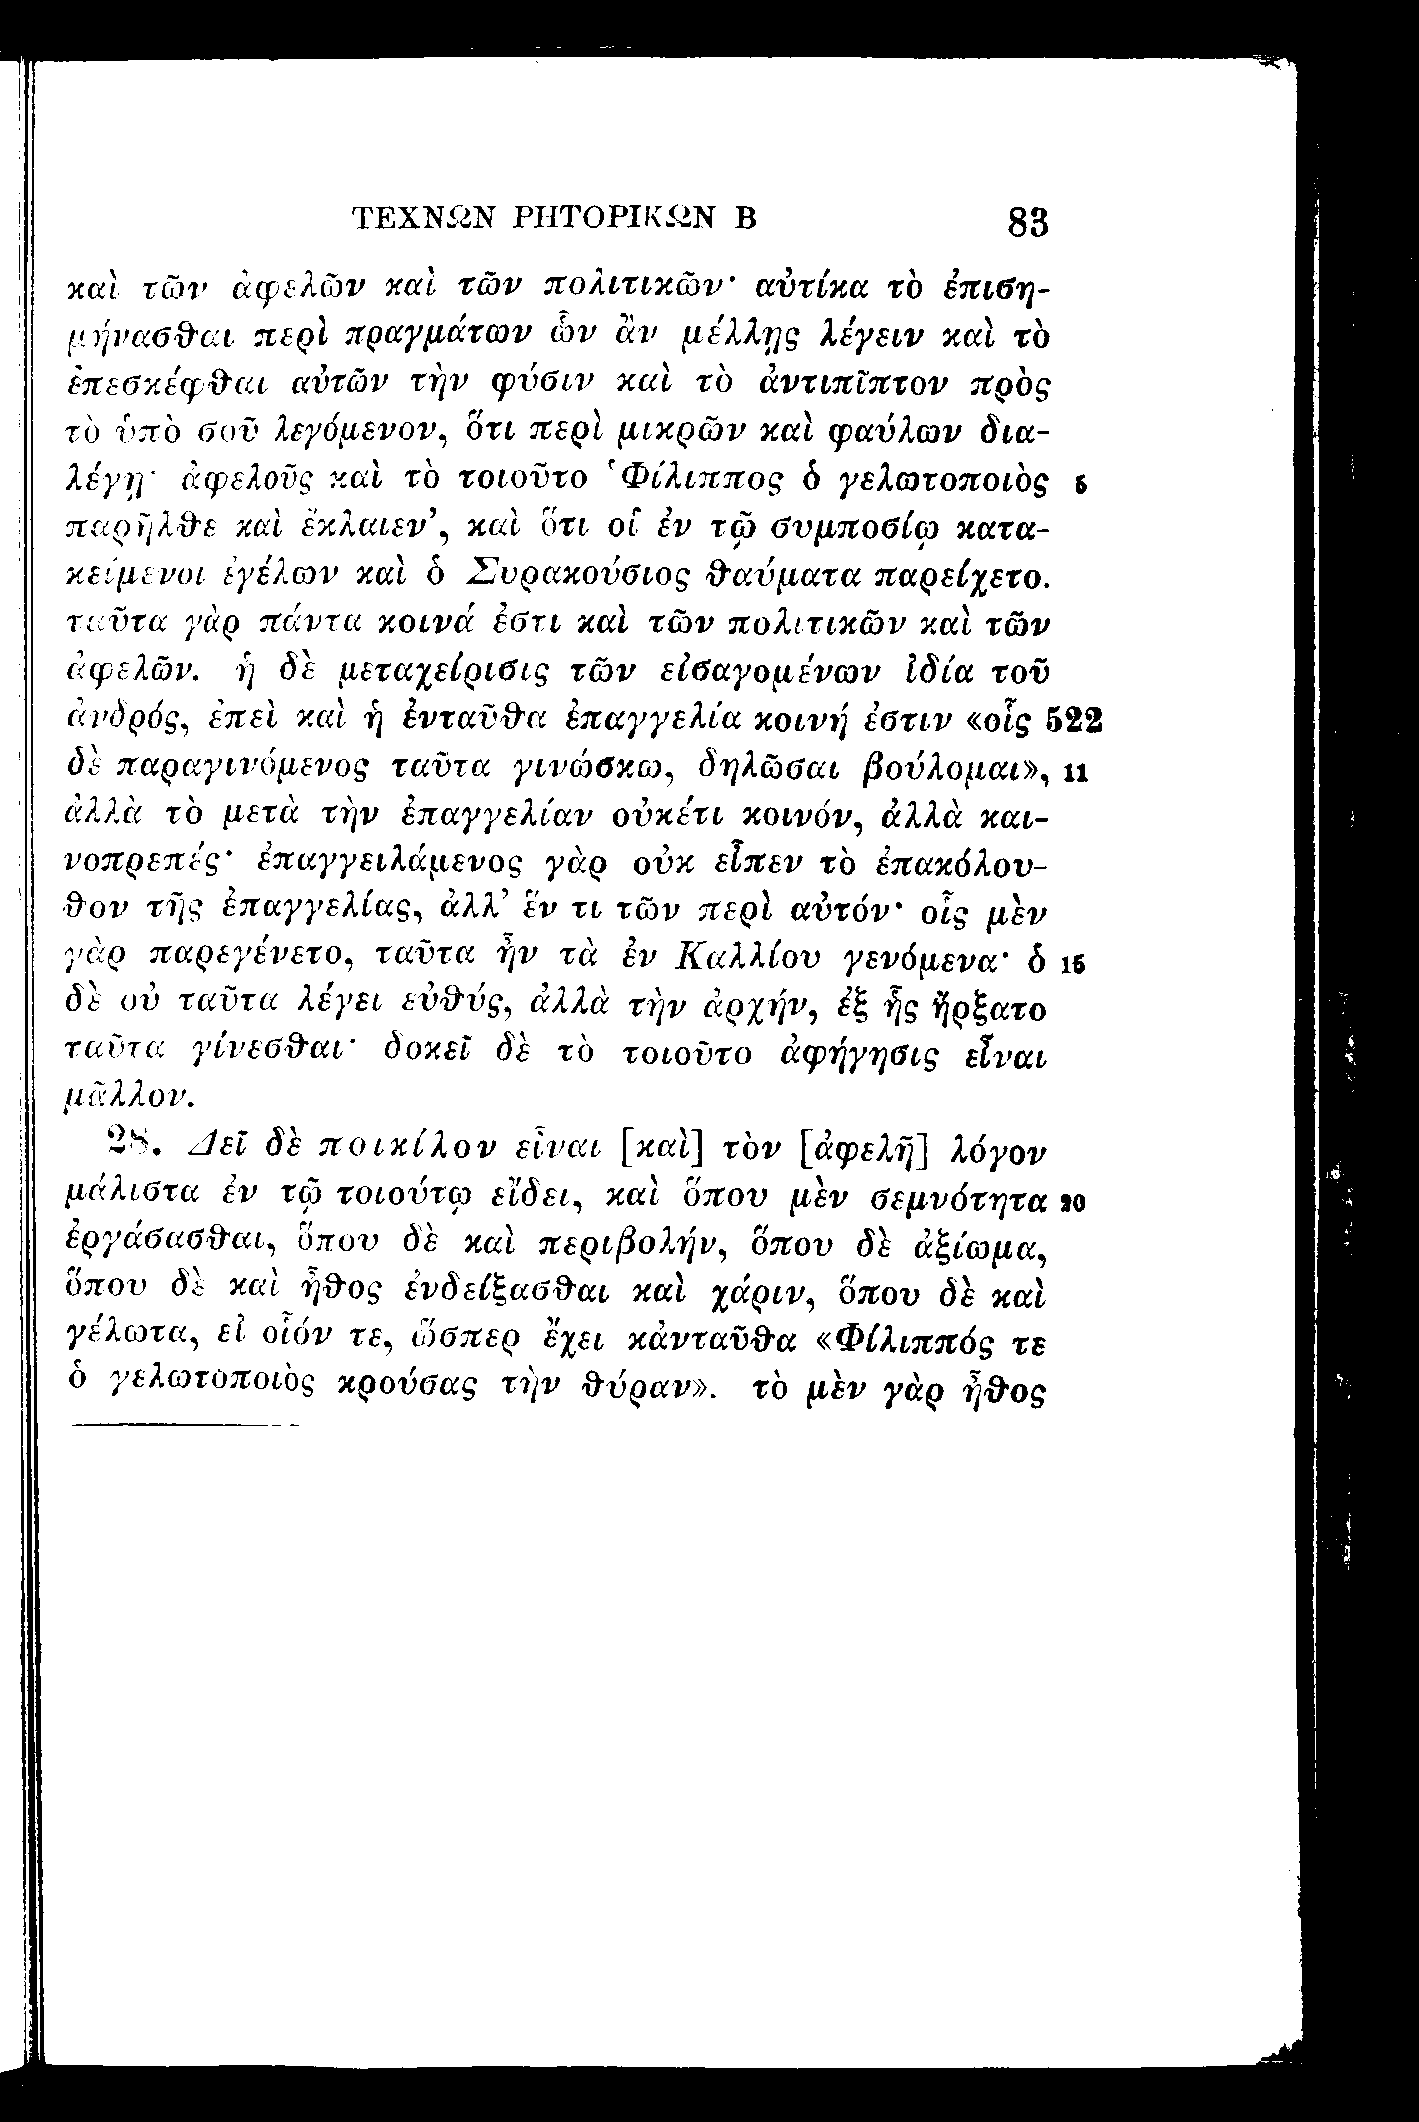 ΤΕΧΝΩΝ ΡΗΤΟΡΙΚΩΝ Β 83
καὶ τῶν ἀφελῶν καὶ τῶν πολιτικῶν· αὐτίκα τὸ ἐπιση-
μήνασθαι περὶ πραγμάτων ὧν ἂν μέλλῃς λέγειν καὶ τὸ
ἐπεσκέφθαι αὐτῶν τὴν φύσιν καὶ τὸ ἀντιπῖπτον πρὸς
τὸ ὑπὸ σοῦ λεγόμενον, ὅτι περὶ μικρῶν καὶ φαύλων δια-
λέγῃ· ἀφελοῦς καὶ τὸ τοιοῦτο ‘Φίλιππος ὁ γελωτοποιὸς 5
παρῆλθε καὶ ἔκλαιεν’, καὶ ὅτι οἱ ἐν τῷ συμποσίῳ κατα-
κείμενοι ἐγέλων καὶ ὁ Συρακούσιος θαύματα παρείχετο.
ταῦτα γὰρ πάντα κοινά ἐστι καὶ τῶν πολιτικῶν καὶ τῶν
ἀφελῶν. ἡ δὲ μεταχείρισις τῶν εἰσαγομένων ἰδία τοῦ
ἀνδρός, ἐπεὶ καὶ ἡ ἐνταῦθα ἐπαγγελία κοινή ἐστιν «οἷς 522
δὲ παραγινόμενος ταῦτα γινώσκω, δηλῶσαι βούλομαι», 11
ἀλλὰ τὸ μετὰ τὴν ἐπαγγελίαν οὐκέτι κοινόν, ἀλλὰ και-
νοπρεπές· ἐπαγγειλάμενος γὰρ οὐκ εἶπεν τὸ ἐπακόλου-
θον τῆς ἐπαγγελίας, ἀλλ’ ἕν τι τῶν περὶ αὐτόν· οἷς μὲν
γὰρ παρεγένετο, ταῦτα ἦν τὰ ἐν Καλλίου γενόμενα· ὁ 15
δὲ οὐ ταῦτα λέγει εὐθύς, ἀλλὰ τὴν ἀρχήν, ἐξ ἧς ἤρξατο
ταῦτα γίνεσθαι· δοκεῖ δὲ τὸ τοιοῦτο ἀφήγησις εἶναι
μᾶλλον.
28. Δεῖ δὲ ποικίλον εἶναι [καὶ] τὸν [ἀφελῆ] λόγον
μάλιστα ἐν τῷ τοιούτῳ εἴδει, καὶ ὅπου μὲν σεμνότητα 20
ἐργάσασθαι, ὅπου δὲ καὶ περιβολήν, ὅπου δὲ ἀξίωμα,
ὅπου δὲ καὶ ἦθος ἐνδείξασθαι καὶ χάριν, ὅπου δὲ καὶ
γέλωτα, εἰ οἷόν τε, ὥσπερ ἔχει κἀνταῦθα «Φίλιππός τε
ὁ γελωτοποιὸς κρούσας τὴν θύραν». τὸ μὲν γὰρ ἦθος